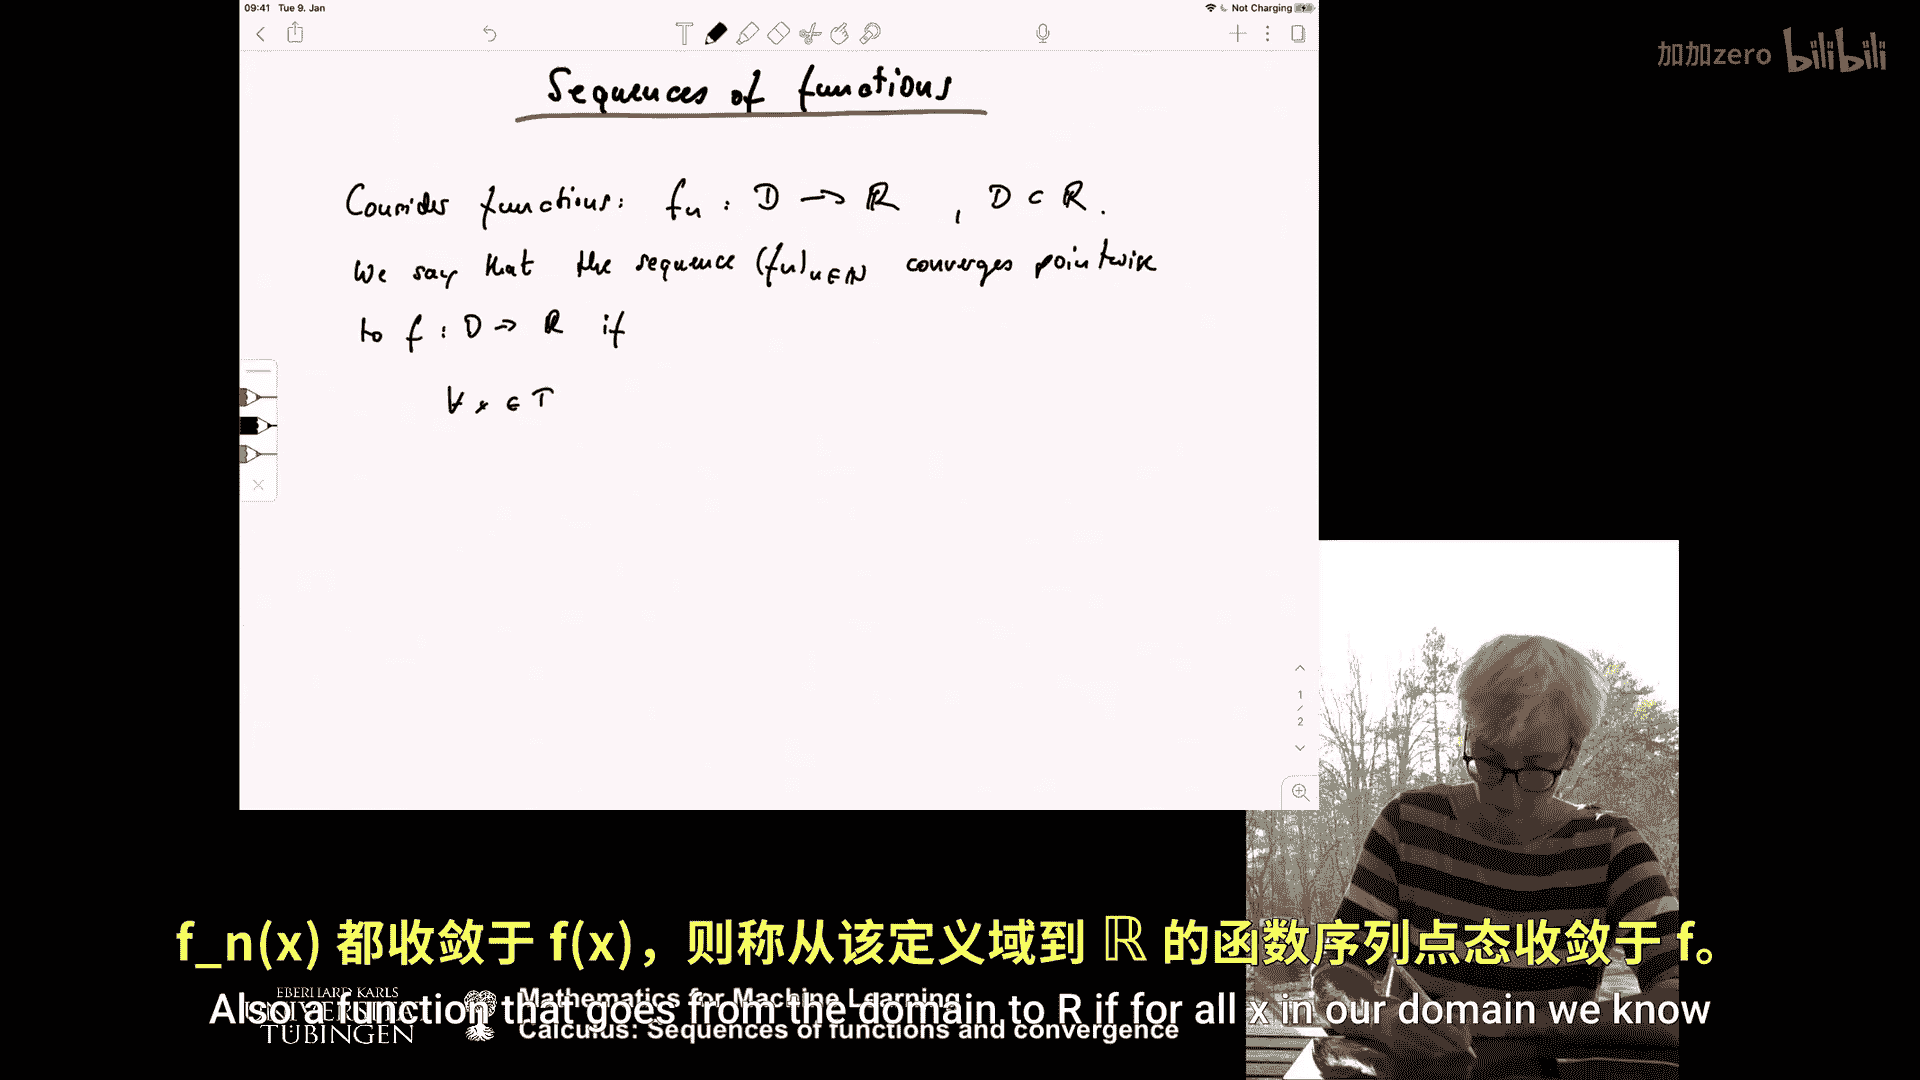 09:41 Tue 9. Jan
Not Charging
加加zero bilibili
Sequences of functions
Consider functions: fn : D → ℝ , D ⊂ ℝ.
We say that the sequence (fn)n∈ℕ converges pointwise
to f : D → ℝ if
∀ x ∈ T
1
/
2
f_n(x) 都收敛于 f(x)，则称从该定义域到 ℝ 的函数序列点态收敛于 f。
EBERHARD KARLS
UNIVERSITÄT
TÜBINGEN
Mathematics for Machine Learning
Also a function that goes from the domain to R if for all x in our domain we know
Calculus: Sequences of functions and convergence